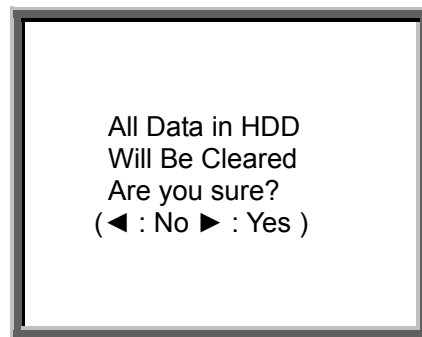 All Data in HDD
Will Be Cleared
Are you sure?
(◄ : No ► : Yes )